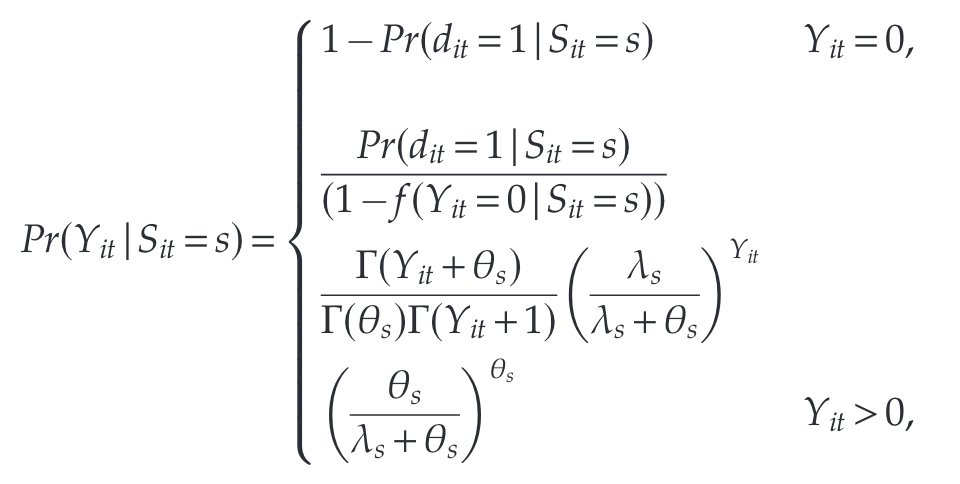 1 − Pr(d_{it} = 1 | S_{it} = s) Y_{it} = 0,
Pr(d_{it} = 1 | S_{it} = s)
(1 − f(Y_{it} = 0 | S_{it} = s))
Pr(Y_{it} | S_{it} = s) = {
Γ(Y_{it} + θ_s) / Γ(θ_s)Γ(Y_{it} + 1) (λ_s / λ_s + θ_s)^{Y_{it}}
(θ_s / λ_s + θ_s)^{θ_s} Y_{it} > 0,